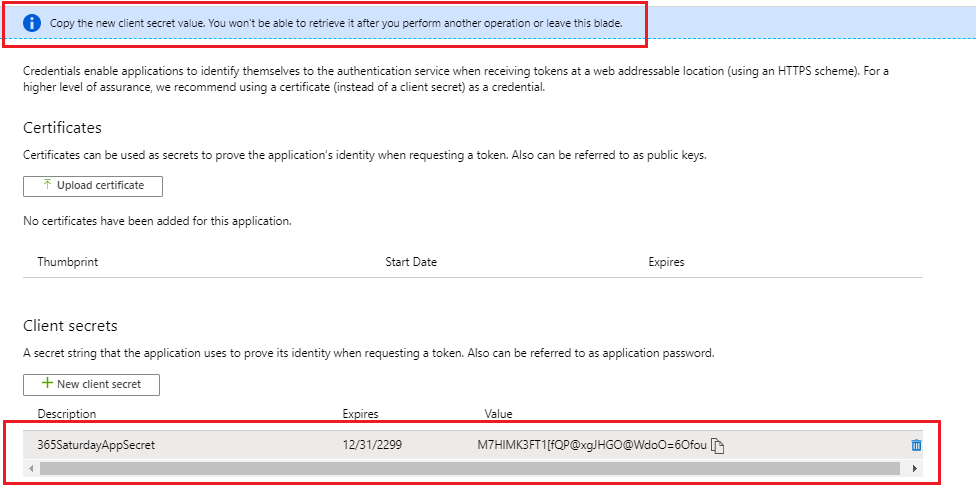 Copy the new client secret value. You won't be able to retrieve it after you perform another operation or leave this blade.
Credentials enable applications to identify themselves to the authentication service when receiving tokens at a web addressable location (using an HTTPS scheme). For a
higher level of assurance, we recommend using a certificate (instead of a client secret) as a credential.
Certificates
Certificates can be used as secrets to prove the application's identity when requesting a token. Also can be referred to as public keys.
Upload certificate
No certificates have been added for this application.
Thumbprint Start Date Expires
Client secrets
A secret string that the application uses to prove its identity when requesting a token. Also can be referred to as application password.
New client secret
Description Expires Value
365SaturdayAppSecret 12/31/2299 M7HIMK3FT1[fQP@xgJHGO@WdoO=6Ofou